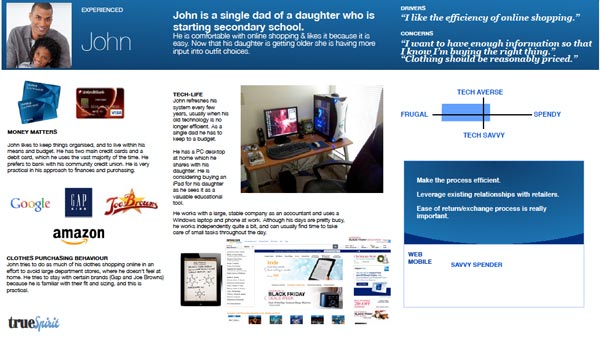 EXPERIENCED
John
John is a single dad of a daughter who is
starting secondary school.
He is comfortable with online shopping & likes it because it is
easy. Now that his daughter is getting older she is having more
input into outfit choices.
DRIVERS
“I like the efficiency of online shopping.”
CONCERNS
“I want to have enough information so that
I know I'm buying the right thing.”
“Clothing should be reasonably priced.”
MONEY MATTERS
John likes to keep things organised, and to live within his
means and budget. He has two main credit cards and a
debit card, which he uses the vast majority of the time. He
prefers to bank with his community credit union. He is very
practical in his approach to finances and purchasing.
Google
GAP
KIDS
Joe Browns
amazon
CLOTHES PURCHASING BEHAVIOUR
John tries to do as much of his clothes shopping online in an
effort to avoid large department stores, where he doesn't feel at
home. He tries to stay with certain brands (Gap and Joe Browns)
because he is familiar with their fit and sizing, and this is
practical.
trueSpirit
TECH-LIFE
John refreshes his
system every few
years, usually when his
old technology is no
longer efficient. As a
single dad he has to
keep to a budget.
He has a PC desktop
at home which he
shares with his
daughter. He is
considering buying an
iPad for his daughter
as he sees it as a
valuable educational
tool.
He works with a large, stable company as an accountant and uses a
Windows laptop and phone at work. Although his days are pretty busy,
he works independently quite a bit, and can usually find time to take
care of small tasks throughout the day.
kindle
BLACK FRIDAY
DEALS WEEK
BLACK FRIDAY
DEALS WEEK
TECH AVERSE
FRUGAL
SPENDY
TECH SAVVY
Make the process efficient.
Leverage existing relationships with retailers.
Ease of return/exchange process is really
important.
WEB
MOBILE
SAVVY SPENDER